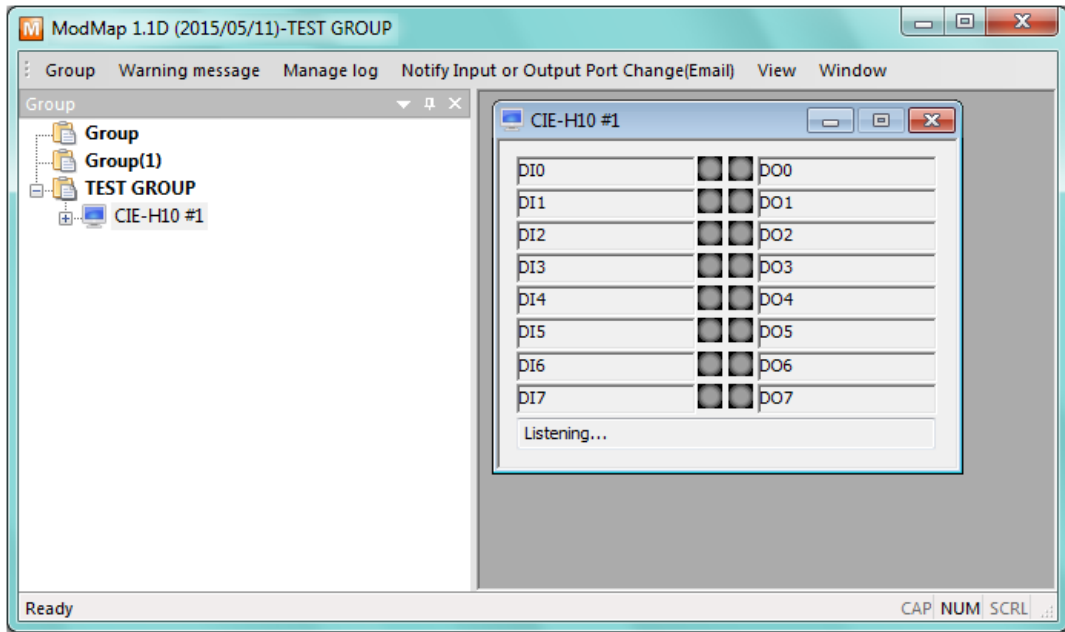 M ModMap 1.1D (2015/05/11)-TEST GROUP
Group Warning message Manage log Notify Input or Output Port Change(Email) View Window
Group
Group
Group(1)
TEST GROUP
CIE-H10 #1
CIE-H10 #1
DI0 DO0
DI1 DO1
DI2 DO2
DI3 DO3
DI4 DO4
DI5 DO5
DI6 DO6
DI7 DO7
Listening...
Ready CAP NUM SCRL